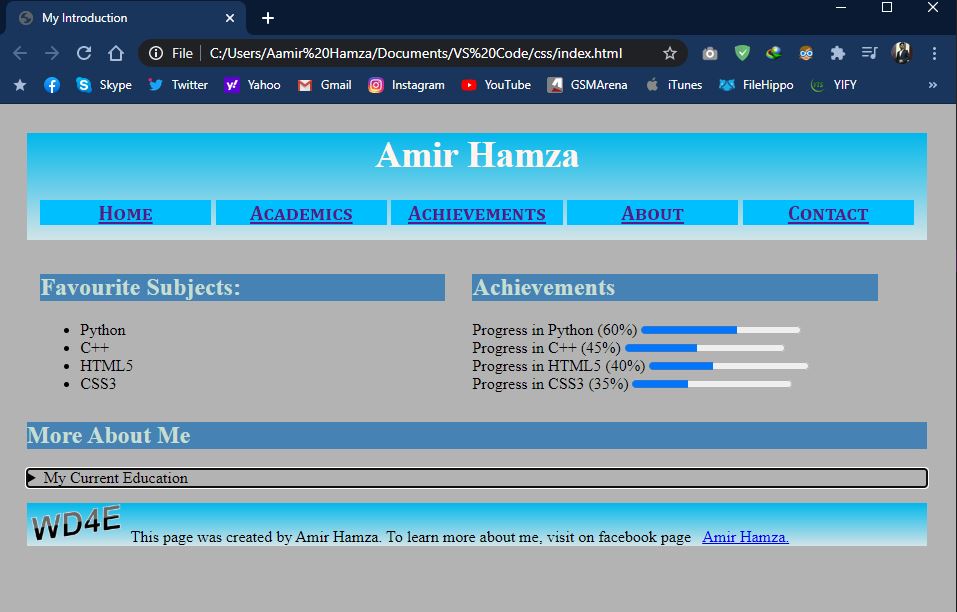 My Introduction
File C:/Users/Aamir%20Hamza/Documents/VS%20Code/css/index.html
Skype Twitter Yahoo Gmail Instagram YouTube GSMArena iTunes FileHippo YIFY »
Amir Hamza
Home Academics Achievements About Contact
Favourite Subjects:
Python
C++
HTML5
CSS3
Achievements
Progress in Python (60%)
Progress in C++ (45%)
Progress in HTML5 (40%)
Progress in CSS3 (35%)
More About Me
My Current Education
WD4E This page was created by Amir Hamza. To learn more about me, visit on facebook page Amir Hamza.